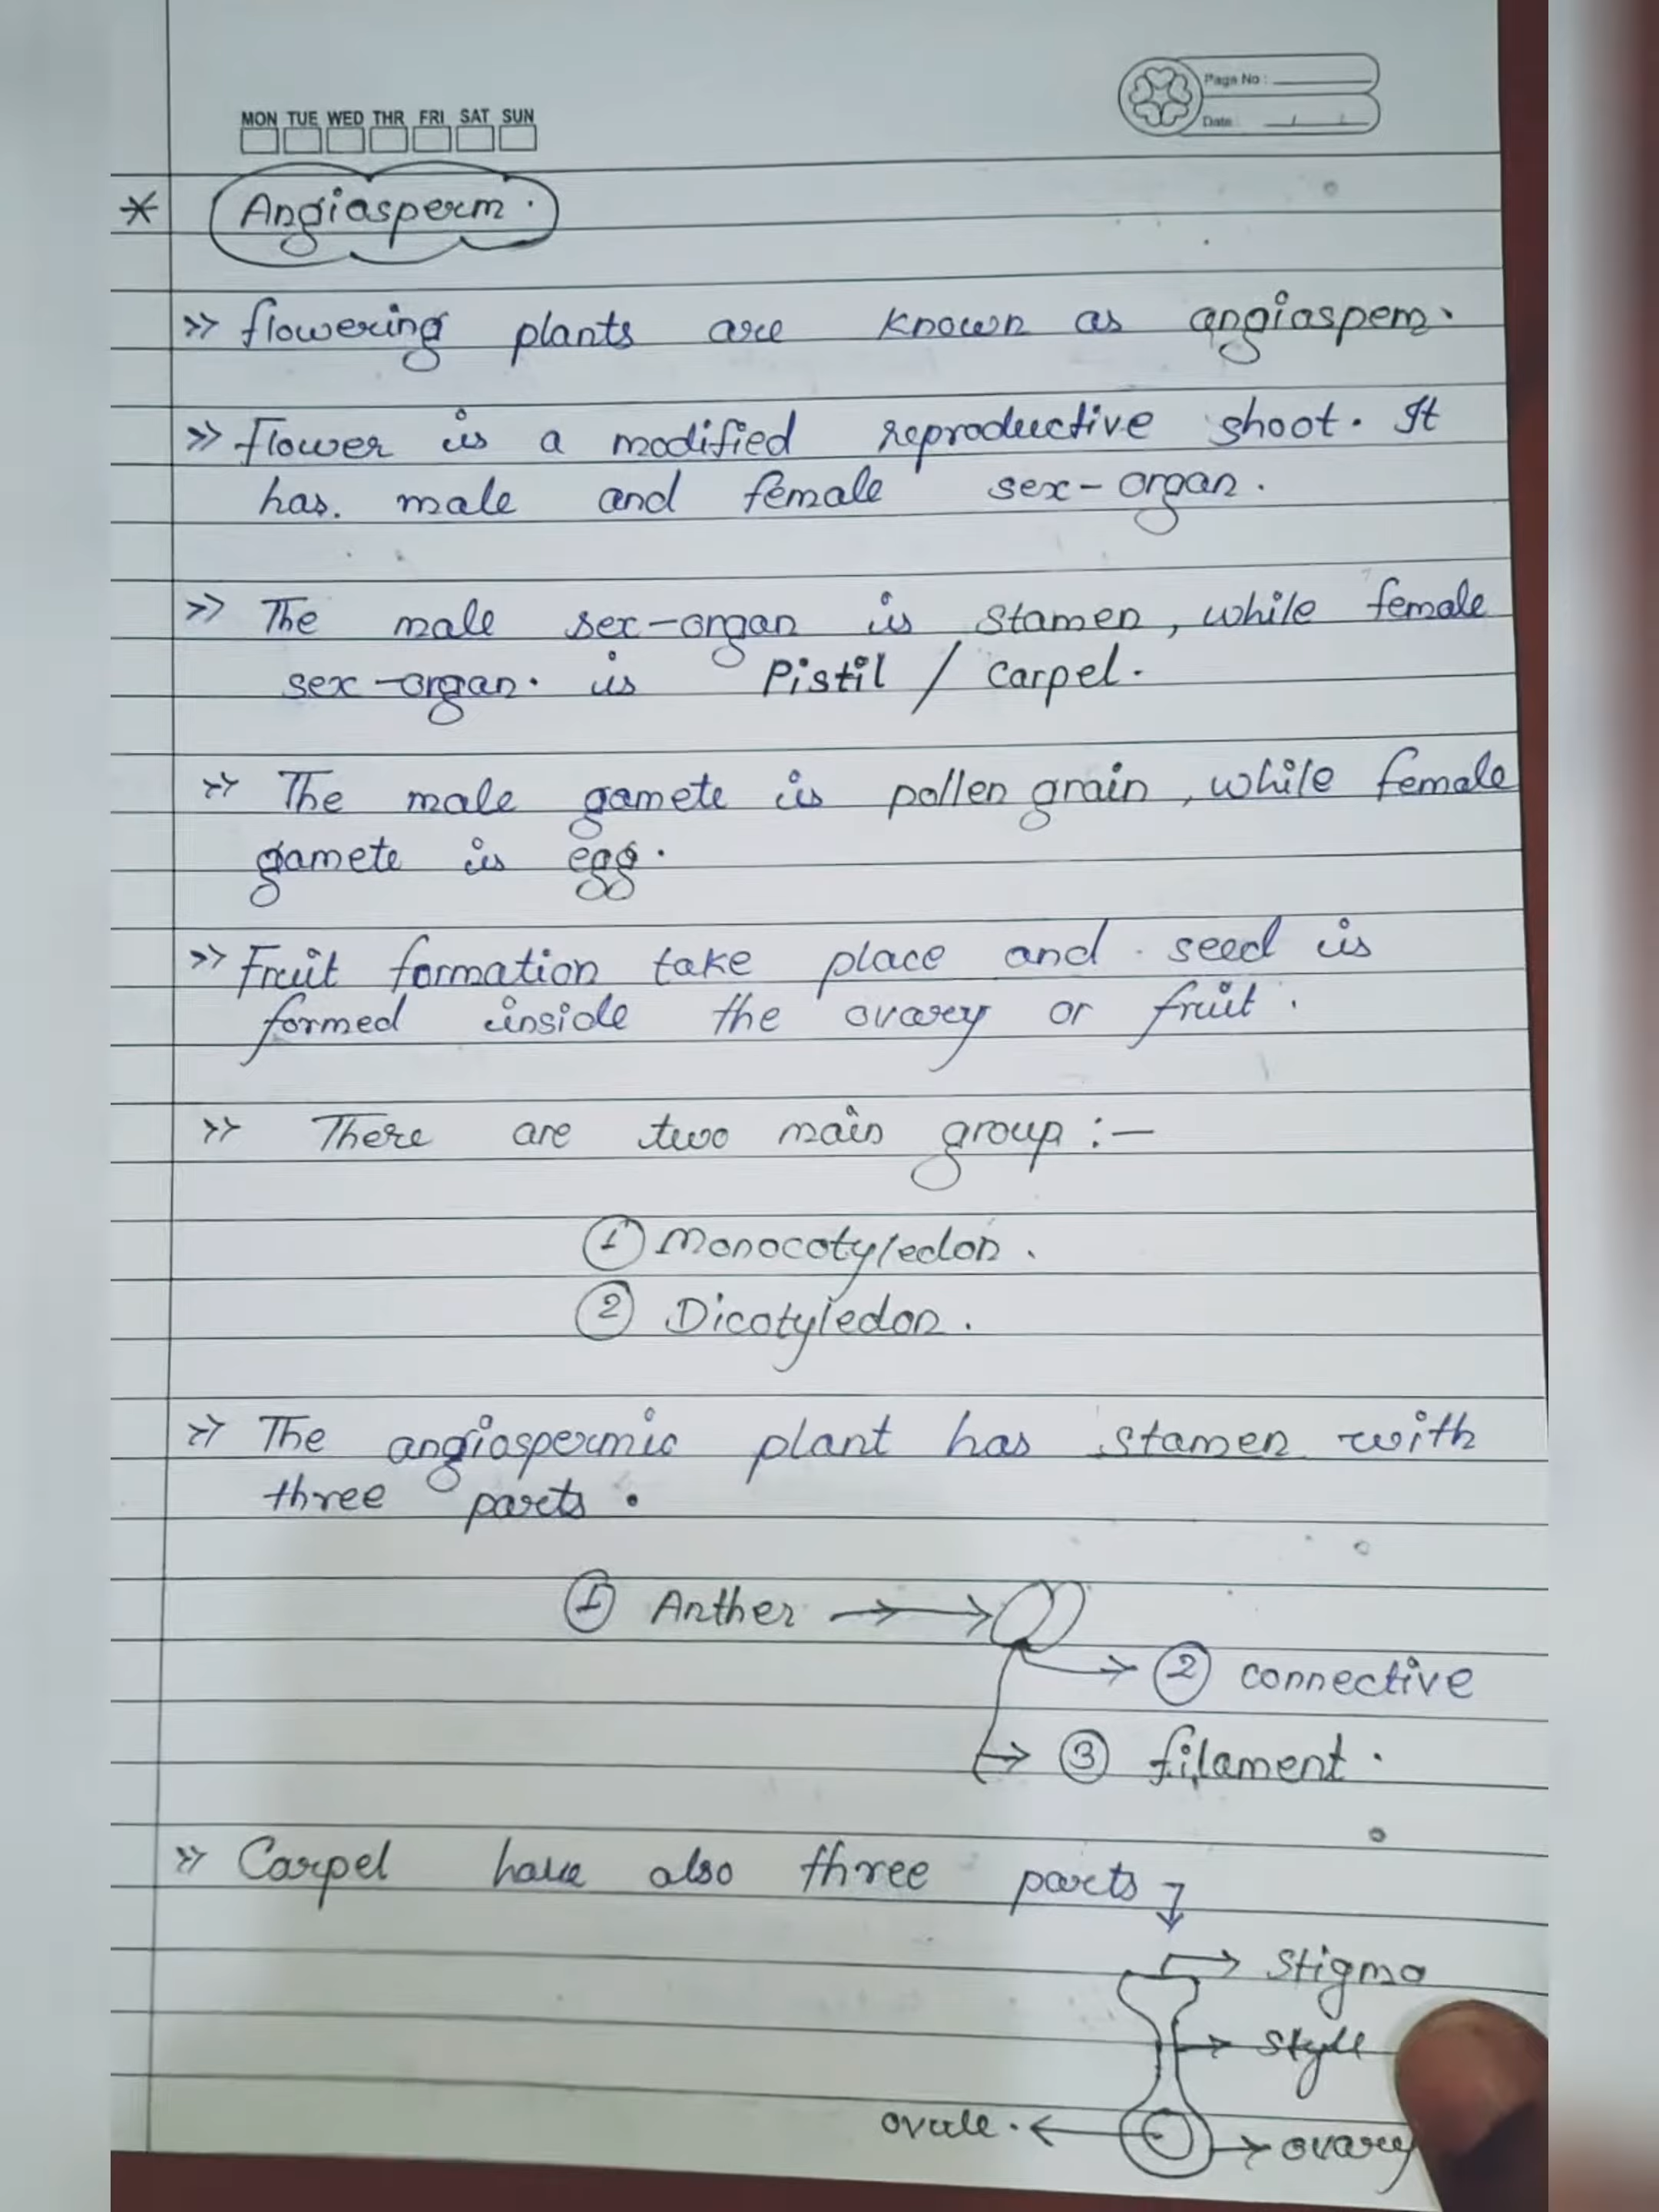 MON TUE WED THR FRI SAT SUN
Page No :
Date :
* Angiasperm.
>> flowering plants are known as angiaspem.
>> flower is a modified reproductive shoot. It
has. male and female sex-organ.
>> The male sex-organ is stamen, while female
sex-organ. is Pistil / carpel.
>> The male gamete is pollen grain, while female
gamete is egg.
>> Fruit formation take place and seed is
formed inside the ovary or fruit.
>> There are two main group :-
① Monocotyledon.
② Dicotyledon.
>> The angiospermic plant has stamen with
three parts.
① Anther
② connective
③ filament.
>> Carpel have also three parts
Stigma
Style
ovule.
ovary